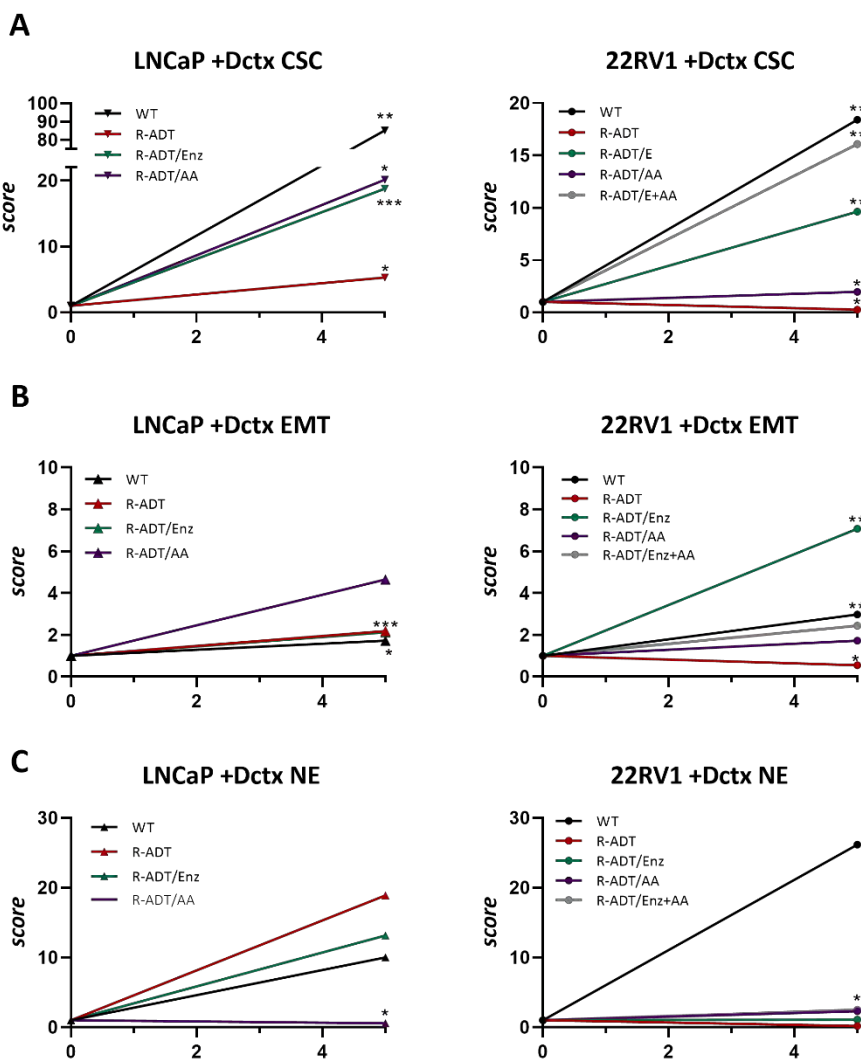 A
LNCaP +Dctx CSC
100
90
80
20
10
0
score
WT
R-ADT
R-ADT/Enz
R-ADT/AA
**
*
***
*
0 2 4
22RV1 +Dctx CSC
20
15
10
5
0
score
WT
R-ADT
R-ADT/E
R-ADT/AA
R-ADT/E+AA
**
**
**
*
*
0 2 4
B
LNCaP +Dctx EMT
10
8
6
4
2
0
score
WT
R-ADT
R-ADT/Enz
R-ADT/AA
***
*
0 2 4
22RV1 +Dctx EMT
10
8
6
4
2
0
score
WT
R-ADT
R-ADT/Enz
R-ADT/AA
R-ADT/Enz+AA
**
**
*
0 2 4
C
LNCaP +Dctx NE
30
20
10
0
score
WT
R-ADT
R-ADT/Enz
R-ADT/AA
*
0 2 4
22RV1 +Dctx NE
30
20
10
0
score
WT
R-ADT
R-ADT/Enz
R-ADT/AA
R-ADT/Enz+AA
*
0 2 4